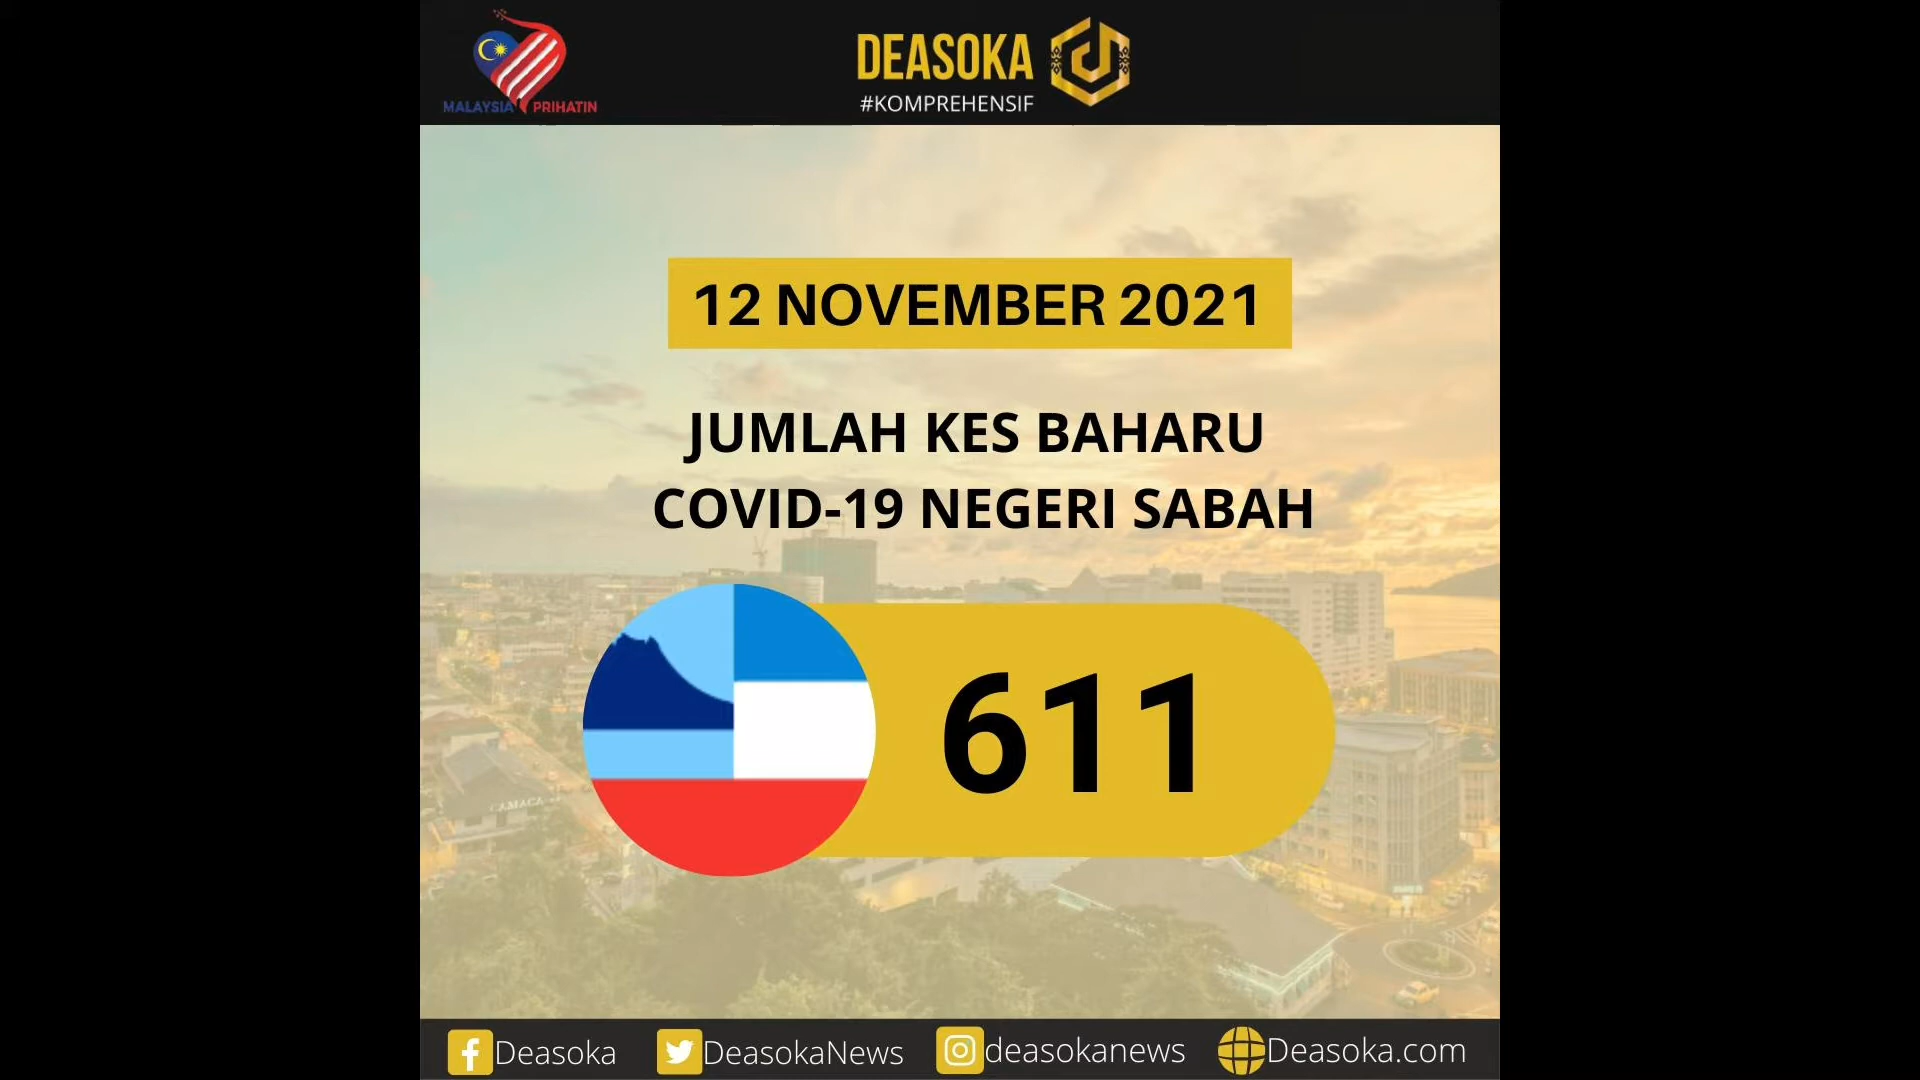 MALAYSIA PRIHATIN
DEASOKA
#KOMPREHENSIF
12 NOVEMBER 2021
JUMLAH KES BAHARU
COVID-19 NEGERI SABAH
611
CAMACA
Deasoka
DeasokaNews
deasokanews
Deasoka.com